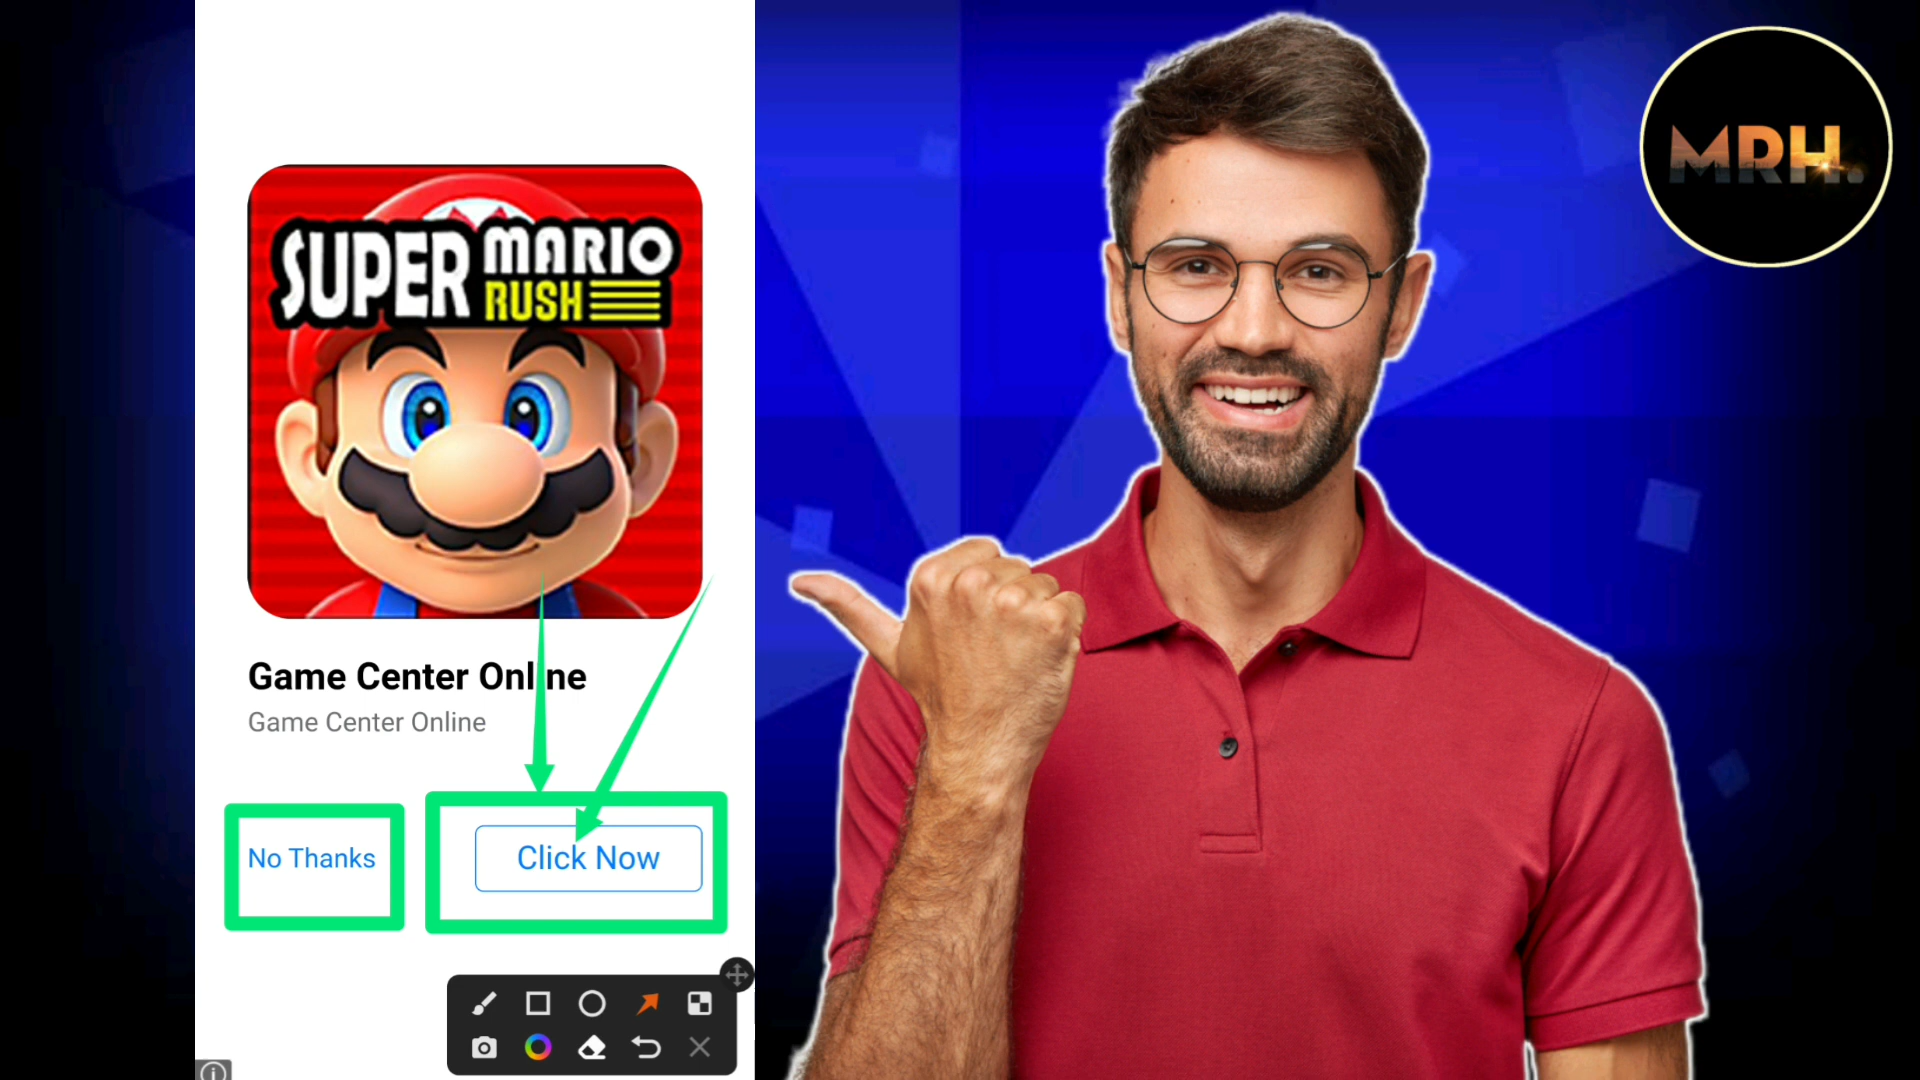 SUPER MARIO
RUSH
Game Center Online
Game Center Online
No Thanks
Click Now
MRH.